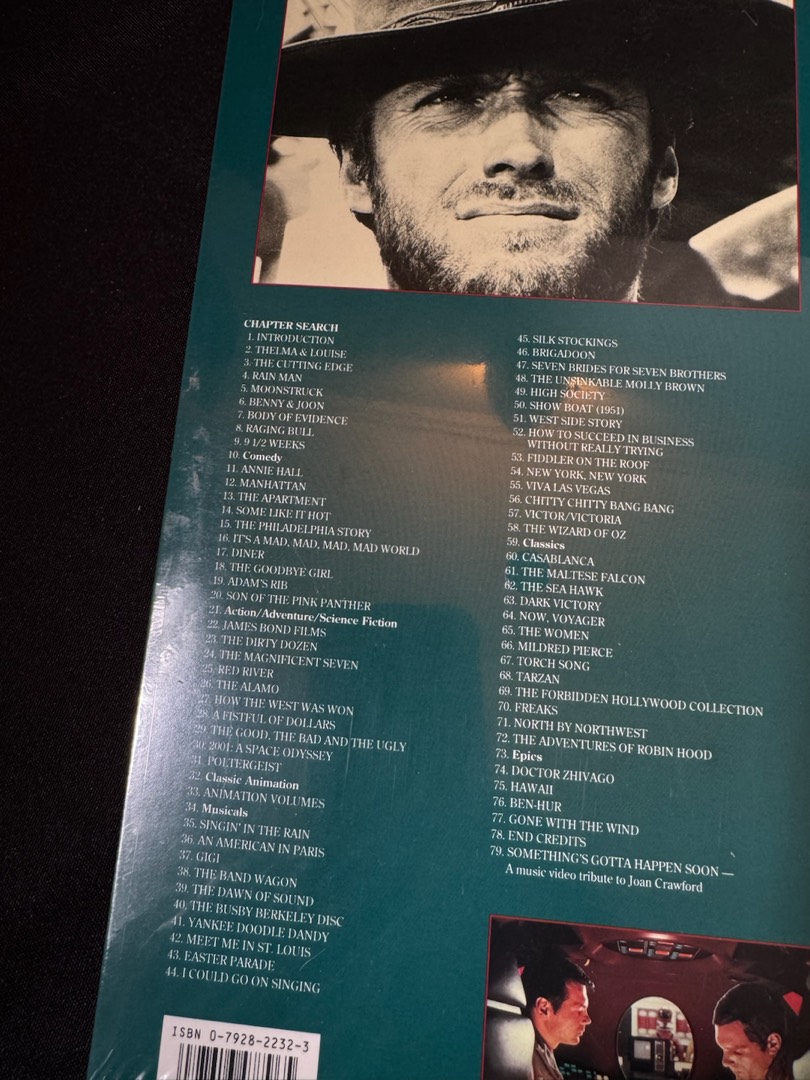 CHAPTER SEARCH
1. INTRODUCTION
2. THELMA & LOUISE
3. THE CUTTING EDGE
4. RAIN MAN
5. MOONSTRUCK
6. BENNY & JOON
7. BODY OF EVIDENCE
8. RAGING BULL
9. 9 1/2 WEEKS
10. Comedy
11. ANNIE HALL
12. MANHATTAN
13. THE APARTMENT
14. SOME LIKE IT HOT
15. THE PHILADELPHIA STORY
16. IT'S A MAD, MAD, MAD, MAD WORLD
17. DINER
18. THE GOODBYE GIRL
19. ADAM'S RIB
20. SON OF THE PINK PANTHER
21. Action/Adventure/Science Fiction
22. JAMES BOND FILMS
23. THE DIRTY DOZEN
24. THE MAGNIFICENT SEVEN
25. RED RIVER
26. THE ALAMO
27. HOW THE WEST WAS WON
28. A FISTFUL OF DOLLARS
29. THE GOOD, THE BAD AND THE UGLY
30. 2001: A SPACE ODYSSEY
31. POLTERGEIST
32. Classic Animation
33. ANIMATION VOLUMES
34. Musicals
35. SINGIN' IN THE RAIN
36. AN AMERICAN IN PARIS
37. GIGI
38. THE BAND WAGON
39. THE DAWN OF SOUND
40. THE BUSBY BERKELEY DISC
41. YANKEE DOODLE DANDY
42. MEET ME IN ST. LOUIS
43. EASTER PARADE
44. I COULD GO ON SINGING
45. SILK STOCKINGS
46. BRIGADOON
47. SEVEN BRIDES FOR SEVEN BROTHERS
48. THE UNSINKABLE MOLLY BROWN
49. HIGH SOCIETY
50. SHOW BOAT (1951)
51. WEST SIDE STORY
52. HOW TO SUCCEED IN BUSINESS
WITHOUT REALLY TRYING
53. FIDDLER ON THE ROOF
54. NEW YORK, NEW YORK
55. VIVA LAS VEGAS
56. CHITTY CHITTY BANG BANG
57. VICTOR/VICTORIA
58. THE WIZARD OF OZ
59. Classics
60. CASABLANCA
61. THE MALTESE FALCON
62. THE SEA HAWK
63. DARK VICTORY
64. NOW, VOYAGER
65. THE WOMEN
66. MILDRED PIERCE
67. TORCH SONG
68. TARZAN
69. THE FORBIDDEN HOLLYWOOD COLLECTION
70. FREAKS
71. NORTH BY NORTHWEST
72. THE ADVENTURES OF ROBIN HOOD
73. Epics
74. DOCTOR ZHIVAGO
75. HAWAII
76. BEN-HUR
77. GONE WITH THE WIND
78. END CREDITS
79. SOMETHING'S GOTTA HAPPEN SOON —
A music video tribute to Joan Crawford
ISBN 0-7928-2232-3